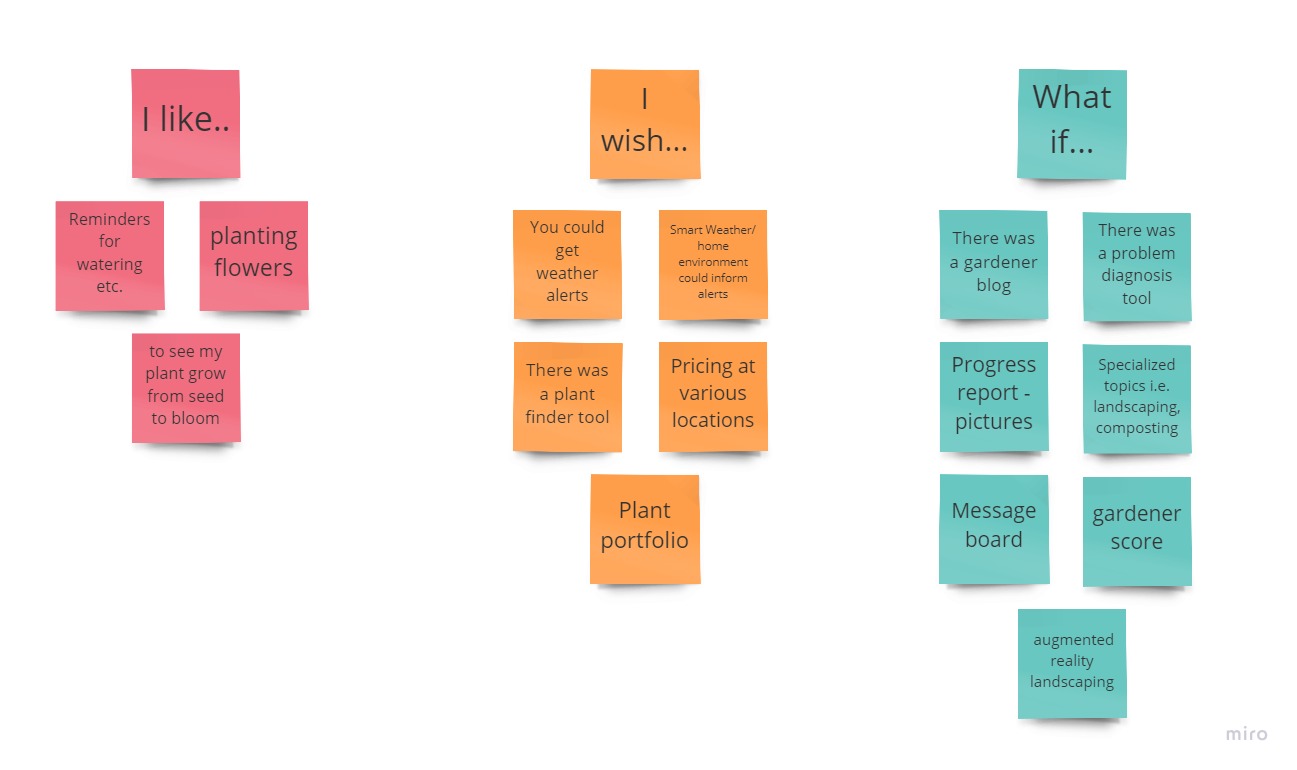 I like..
Reminders
for
watering
etc.
planting
flowers
to see my
plant grow
from seed
to bloom
I
wish...
You could
get
weather
alerts
Smart Weather/
home
environment
could inform
alerts
There was
a plant
finder tool
Pricing at
various
locations
Plant
portfolio
What
if...
There was
a gardener
blog
There was
a problem
diagnosis
tool
Progress
report -
pictures
Specialized
topics i.e.
landscaping,
composting
Message
board
gardener
score
augmented
reality
landscaping
miro